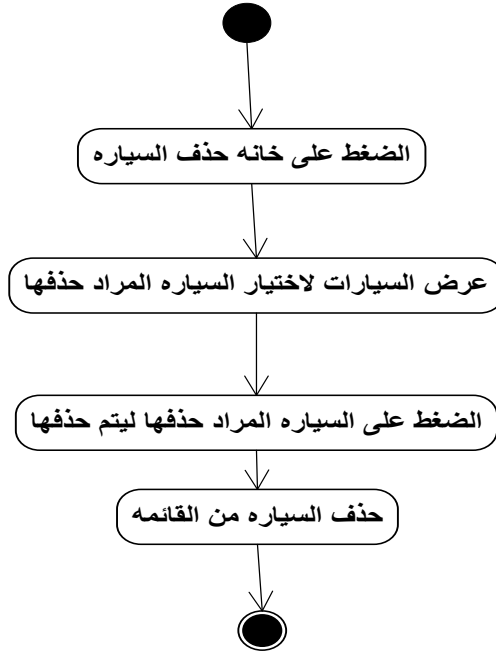 الضغط على خانه حذف السياره
عرض السيارات لاختيار السياره المراد حذفها
الضغط على السياره المراد حذفها ليتم حذفها
حذف السياره من القائمه